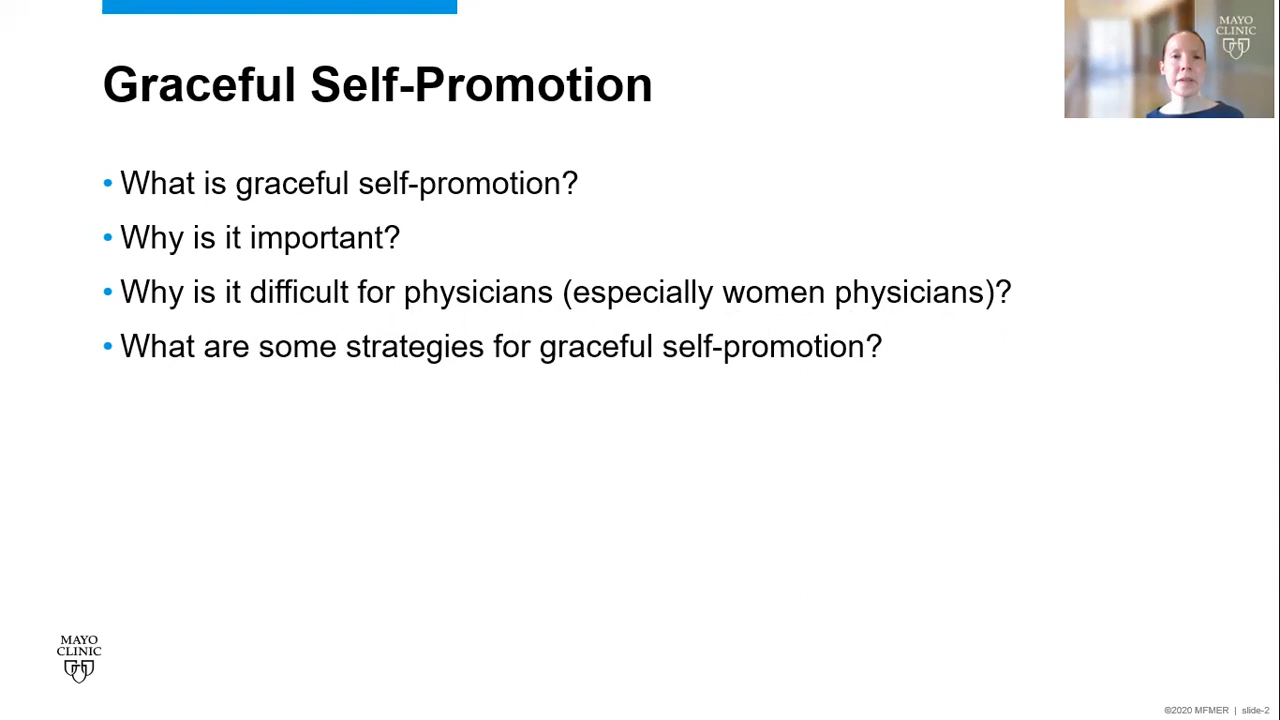 MAYO
CLINIC
Graceful Self-Promotion
• What is graceful self-promotion?
• Why is it important?
• Why is it difficult for physicians (especially women physicians)?
• What are some strategies for graceful self-promotion?
MAYO
CLINIC
©2020 MFMER | slide-2